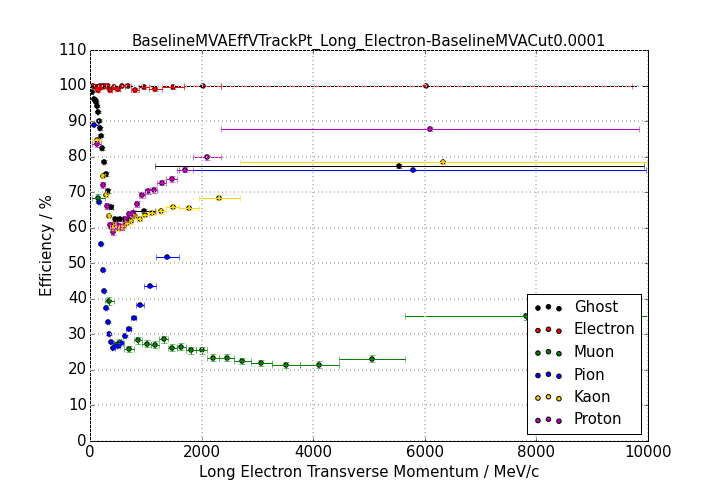 BaselineMVAEffVTrackPt_Long_Electron-BaselineMVACut0.0001
110
100
90
80
70
60
50
40
30
20
10
0
Efficiency / %
Ghost
Electron
Muon
Pion
Kaon
Proton
0 2000 4000 6000 8000 10000
Long Electron Transverse Momentum / MeV/c